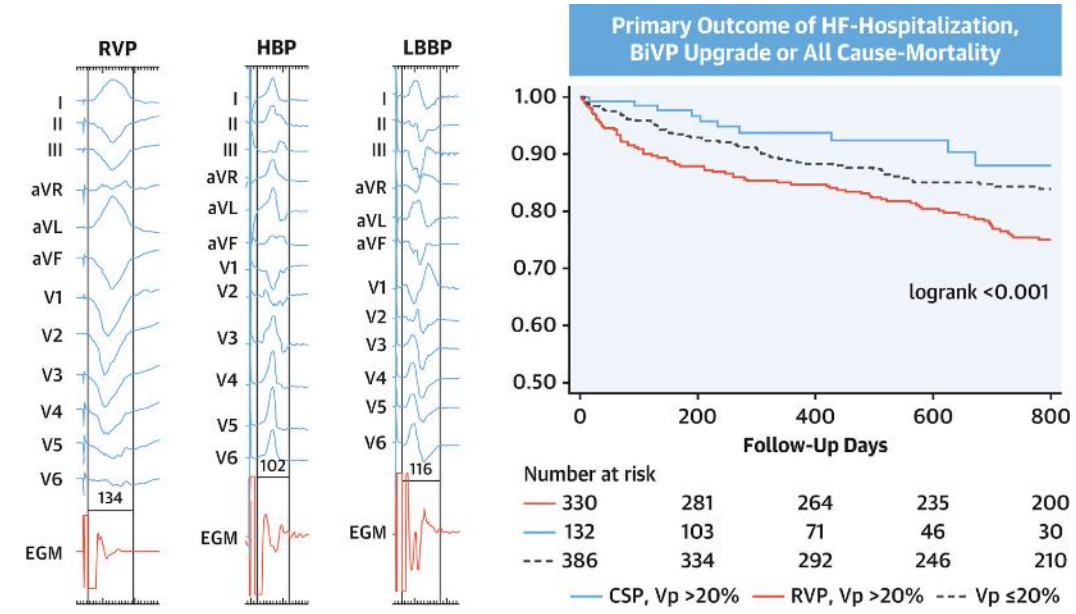 RVP
I
II
III
aVR
aVL
aVF
V1
V2
V3
V4
V5
V6
134
EGM
HBP
I
II
III
aVR
aVL
aVF
V1
V2
V3
V4
V5
V6
102
EGM
LBBP
I
II
III
aVR
aVL
aVF
V1
V2
V3
V4
V5
V6
116
EGM
Primary Outcome of HF-Hospitalization,
BiVP Upgrade or All Cause-Mortality
1.00
0.90
0.80
0.70
0.60
0.50
logrank <0.001
0 200 400 600 800
Follow-Up Days
Number at risk
330 281 264 235 200
132 103 71 46 30
386 334 292 246 210
CSP, Vp >20% RVP, Vp >20% Vp ≤20%